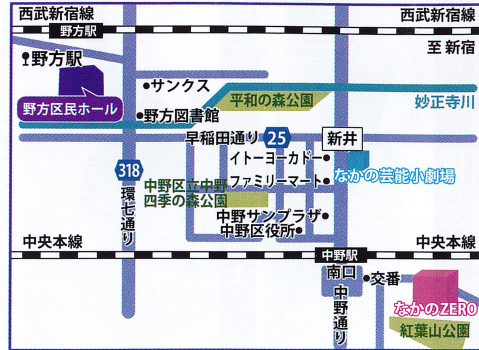 西武新宿線
西武新宿線
野方駅
至 新宿
野方駅
サンクス
野方区民ホール
平和の森公園
妙正寺川
野方図書館
早稲田通り
25
新井
イトーヨーカドー
318
中野区立中野
四季の森公園
ファミリーマート
なかの芸能小劇場
環七通り
中野サンプラザ
中野区役所
中央本線
中央本線
中野駅
南口
交番
中野通り
なかのZERO
紅葉山公園